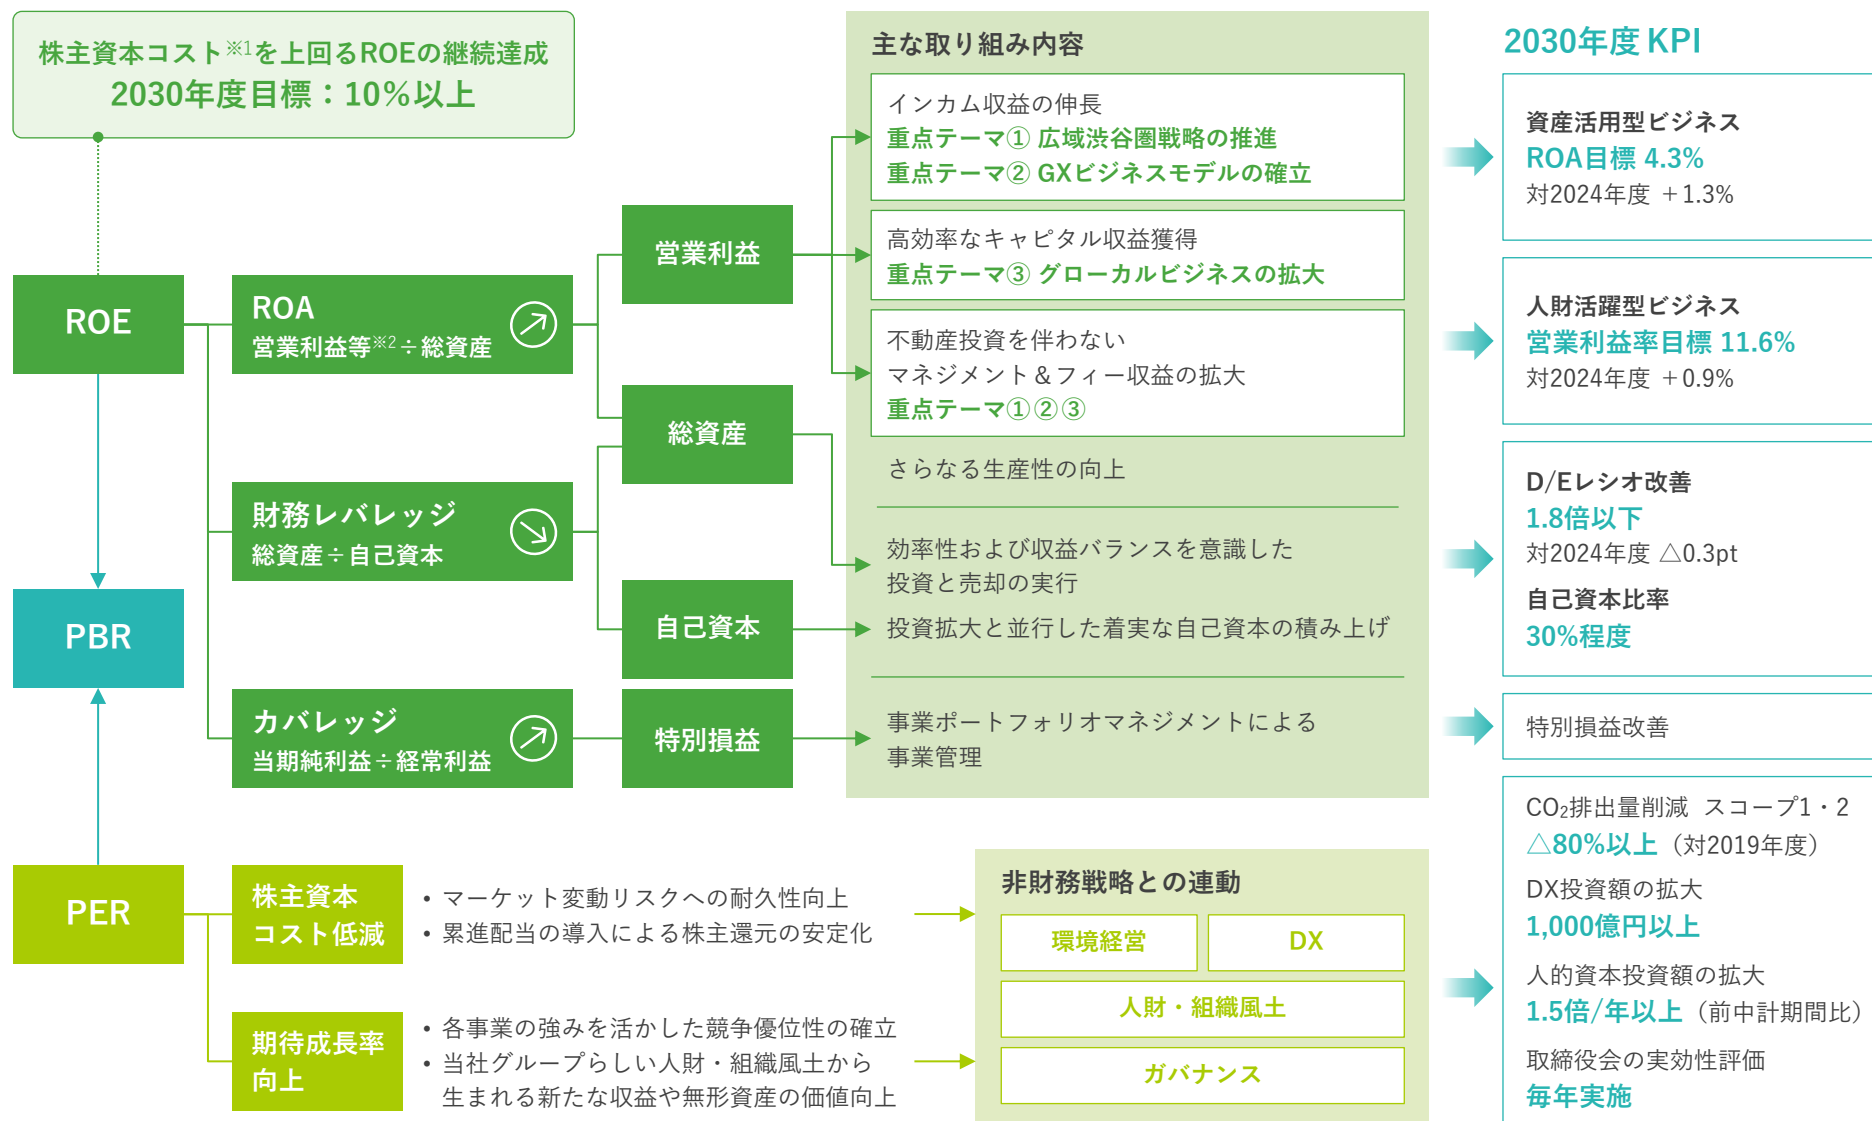 株主資本コスト※1を上回るROEの継続達成
2030年度目標：10%以上
ROE
PBR
PER
ROA
営業利益等※2÷総資産
財務レバレッジ
総資産÷自己資本
カバレッジ
当期純利益÷経常利益
営業利益
総資産
自己資本
特別損益
主な取り組み内容
インカム収益の伸長
重点テーマ① 広域渋谷圏戦略の推進
重点テーマ② GXビジネスモデルの確立
高効率なキャピタル収益獲得
重点テーマ③ グローカルビジネスの拡大
不動産投資を伴わない
マネジメント＆フィー収益の拡大
重点テーマ①②③
さらなる生産性の向上
効率性および収益バランスを意識した
投資と売却の実行
投資拡大と並行した着実な自己資本の積み上げ
事業ポートフォリオマネジメントによる
事業管理
株主資本
コスト低減
• マーケット変動リスクへの耐久性向上
• 累進配当の導入による株主還元の安定化
期待成長率
向上
• 各事業の強みを活かした競争優位性の確立
• 当社グループらしい人財・組織風土から
生まれる新たな収益や無形資産の価値向上
非財務戦略との連動
環境経営
DX
人財・組織風土
ガバナンス
2030年度 KPI
資産活用型ビジネス
ROA目標 4.3%
対2024年度 ＋1.3%
人財活躍型ビジネス
営業利益率目標 11.6%
対2024年度 ＋0.9%
D/Eレシオ改善
1.8倍以下
対2024年度 △0.3pt
自己資本比率
30%程度
特別損益改善
CO₂排出量削減 スコープ1・2
△80%以上（対2019年度）
DX投資額の拡大
1,000億円以上
人的資本投資額の拡大
1.5倍/年以上（前中計期間比）
取締役会の実効性評価
毎年実施